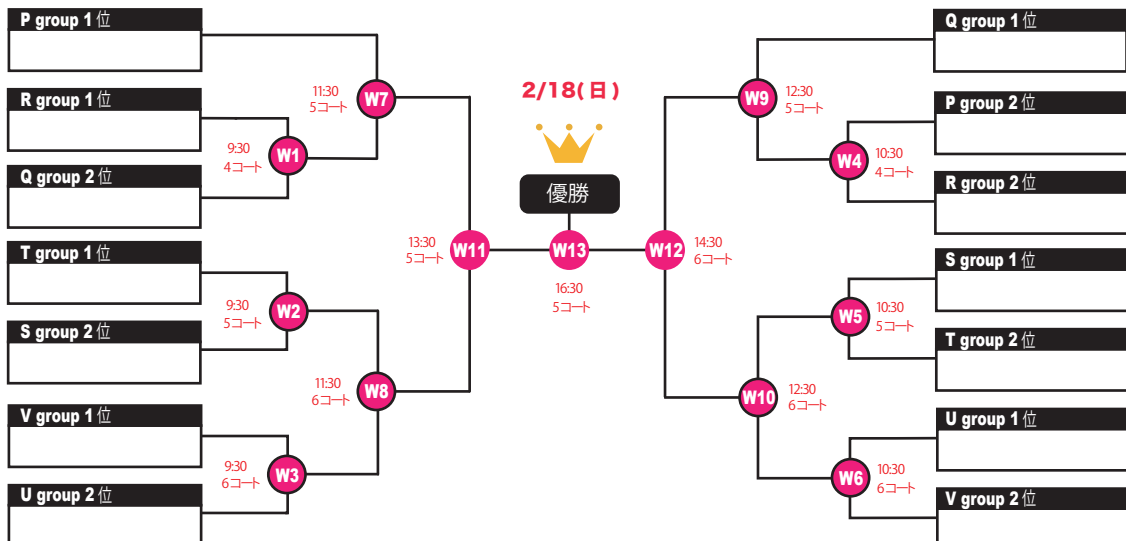 P group 1 位
R group 1 位
Q group 2 位
T group 1 位
S group 2 位
V group 1 位
U group 2 位
9:30
4コート
W1
9:30
5コート
W2
9:30
6コート
W3
11:30
5コート
W7
11:30
6コート
W8
13:30
5コート
W11
2/18(日)
優勝
W13
16:30
5コート
W12
14:30
6コート
W9
12:30
5コート
W10
12:30
6コート
W4
10:30
4コート
W5
10:30
5コート
W6
10:30
6コート
Q group 1 位
P group 2 位
R group 2 位
S group 1 位
T group 2 位
U group 1 位
V group 2 位